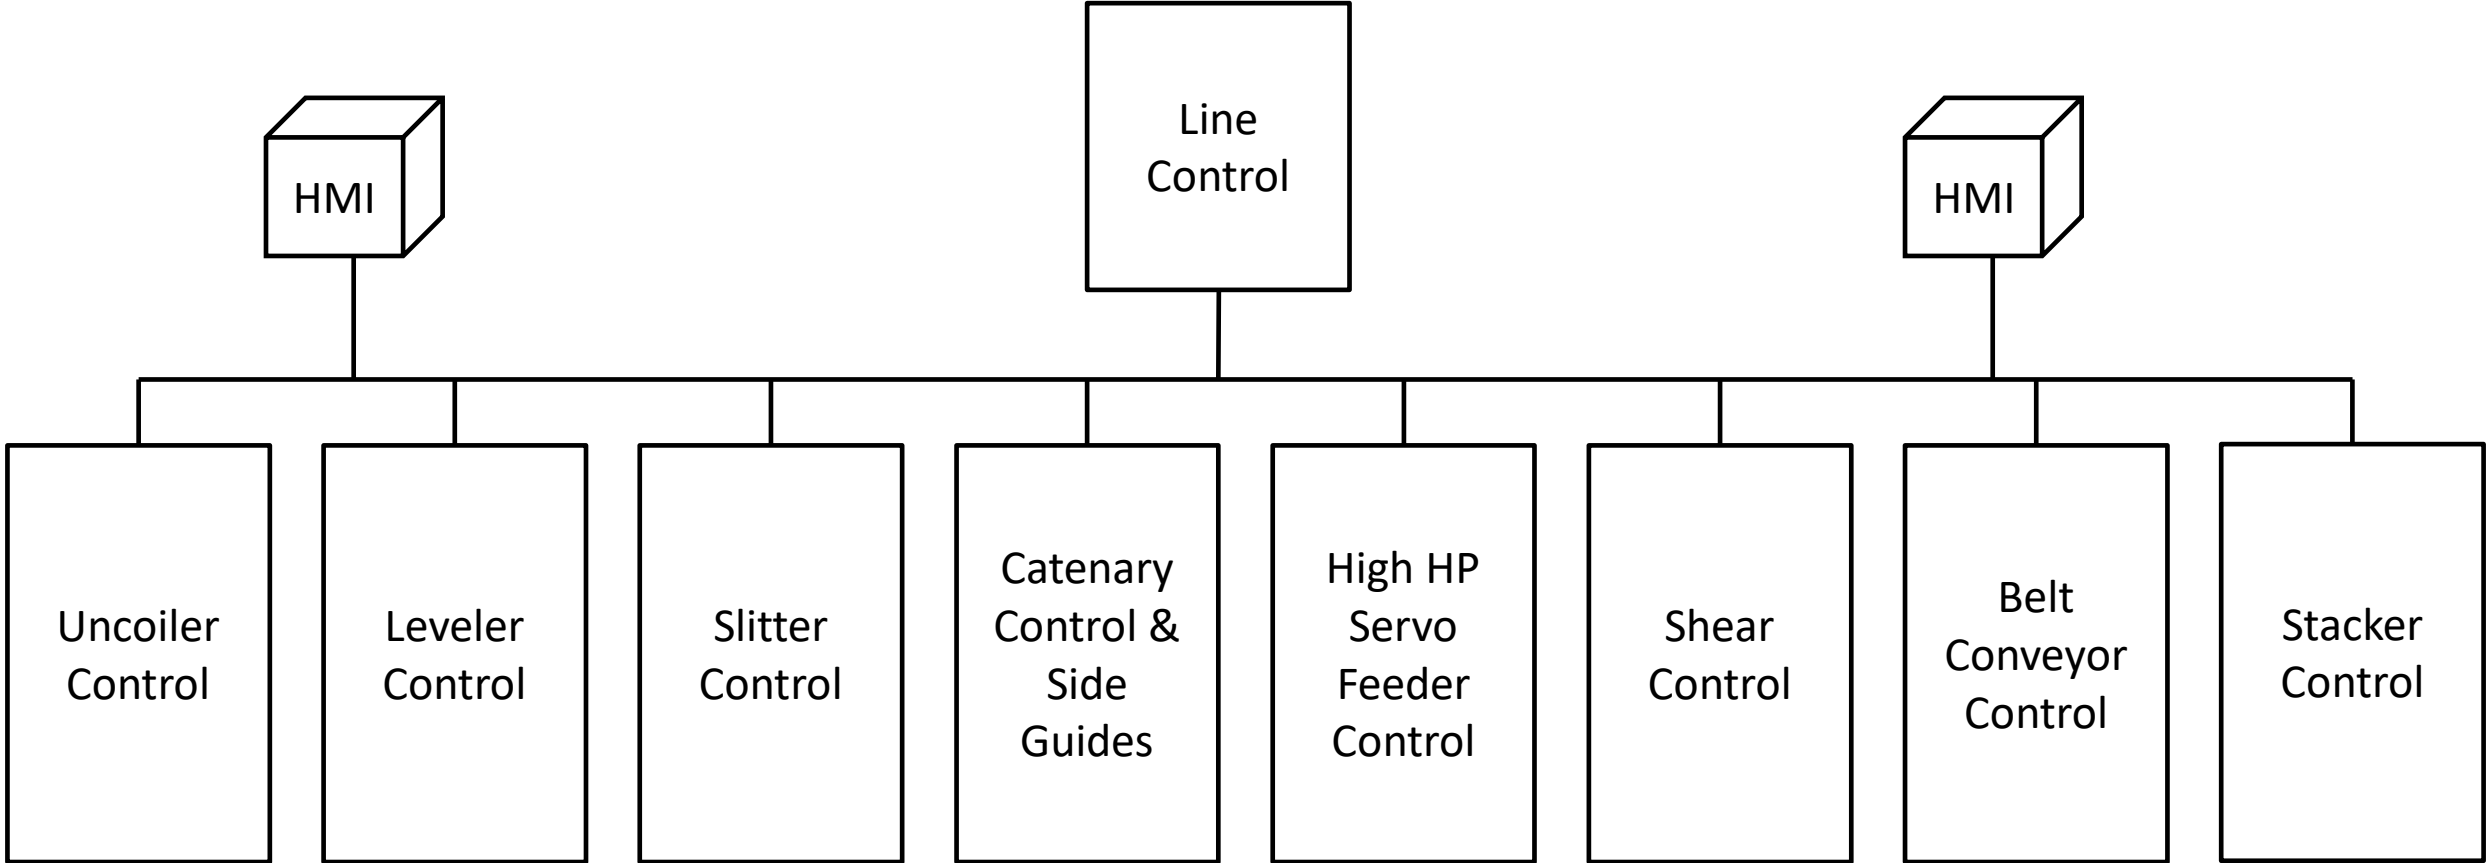 Line
Control
HMI
HMI
Uncoiler
Control
Leveler
Control
Slitter
Control
Catenary
Control &
Side
Guides
High HP
Servo
Feeder
Control
Shear
Control
Belt
Conveyor
Control
Stacker
Control